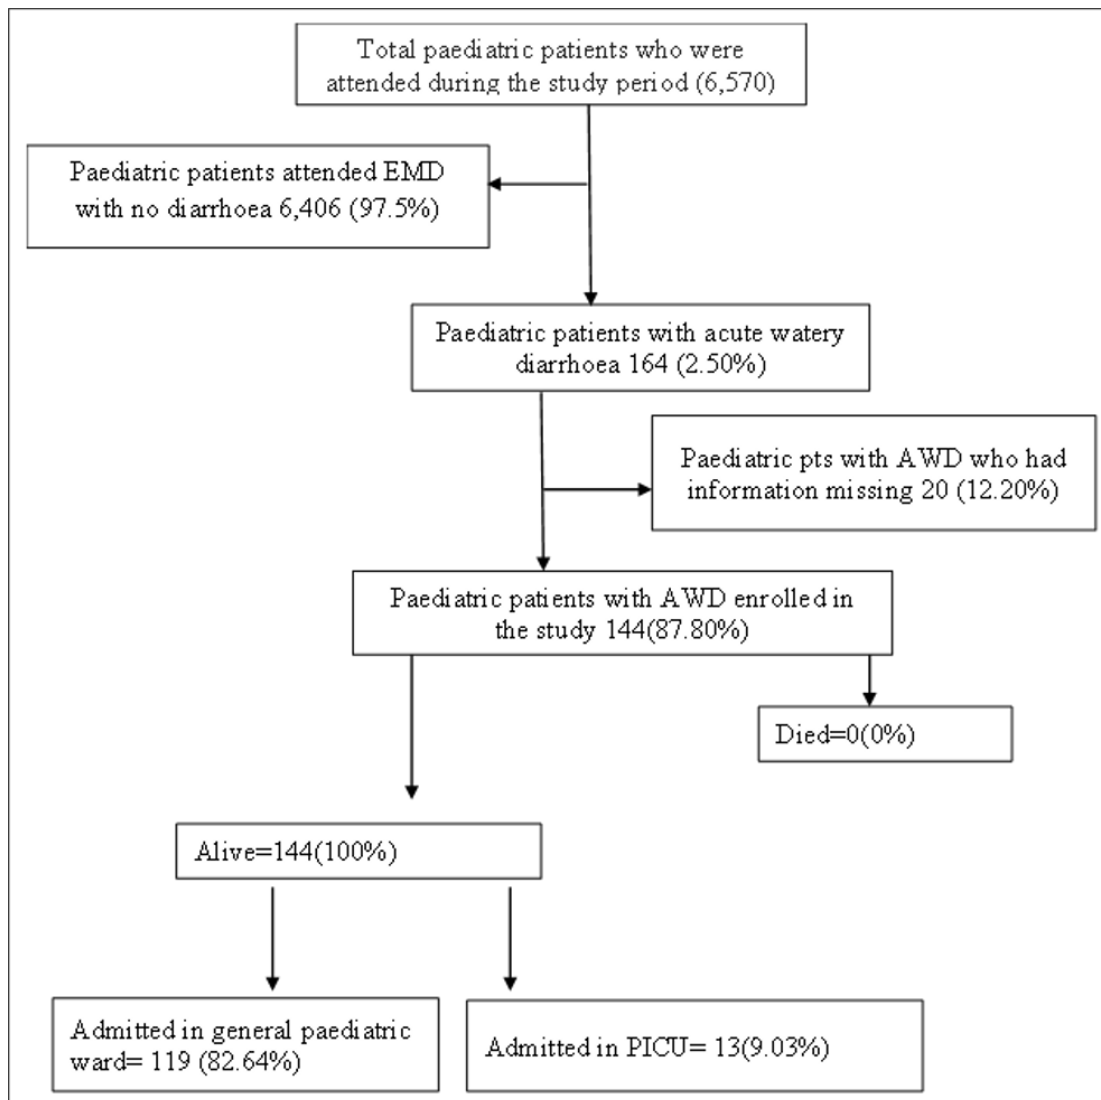 Total paediatric patients who were
attended during the study period (6,570)
Paediatric patients attended EMD
with no diarrhoea 6,406 (97.5%)
Paediatric patients with acute watery
diarrhoea 164 (2.50%)
Paediatric pts with AWD who had
information missing 20 (12.20%)
Paediatric patients with AWD enrolled in
the study 144(87.80%)
Died=0(0%)
Alive=144(100%)
Admitted in general paediatric
ward= 119 (82.64%)
Admitted in PICU= 13(9.03%)